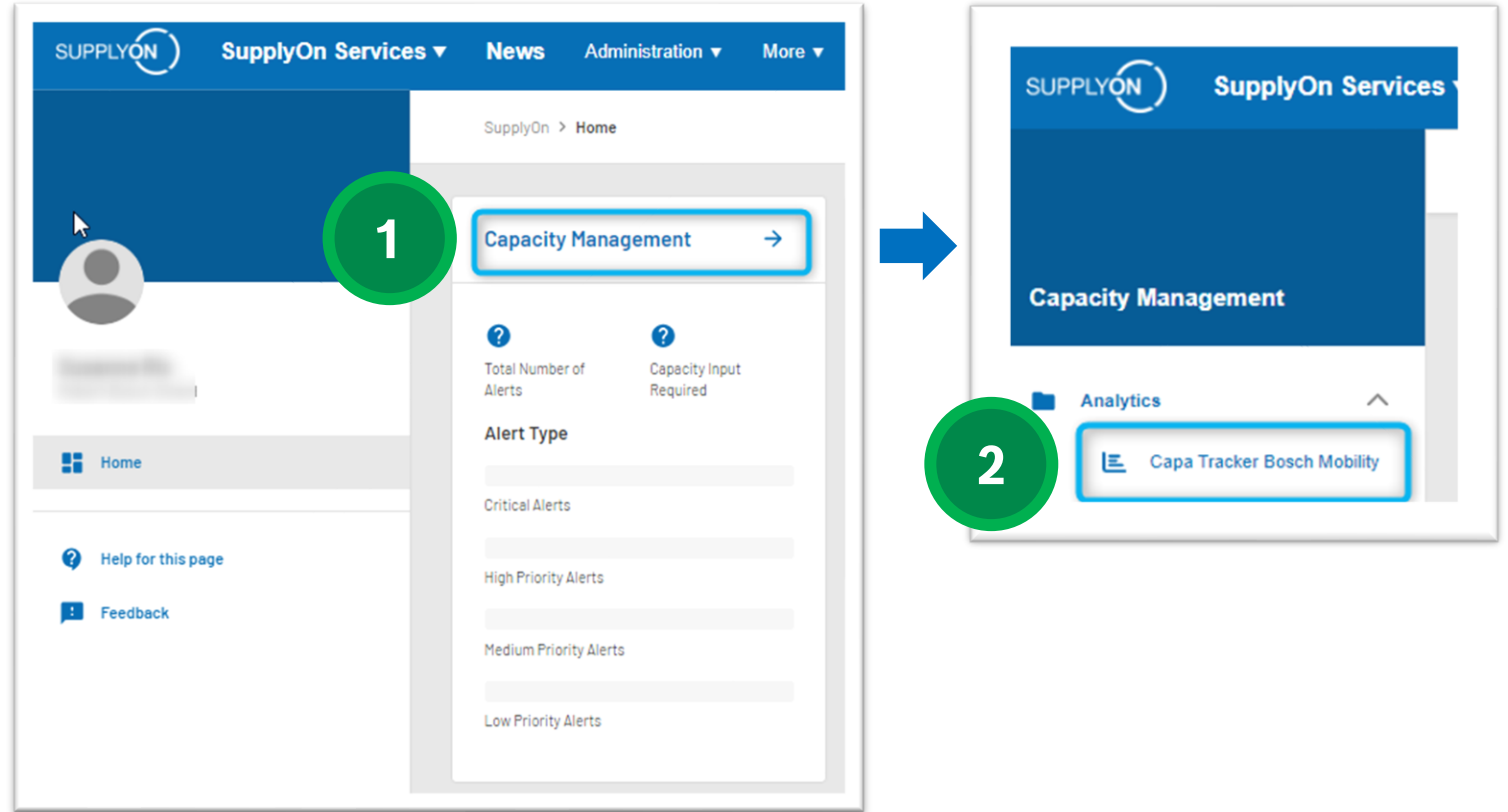 SUPPLYON
SupplyOn Services ▼ News Administration ▼ More ▼
SupplyOn > Home
1
Capacity Management →
Total Number of
Alerts
Capacity Input
Required
Alert Type
Critical Alerts
High Priority Alerts
Medium Priority Alerts
Low Priority Alerts
Home
Help for this page
Feedback
SUPPLYON
SupplyOn Services
Capacity Management
Analytics
2
Capa Tracker Bosch Mobility